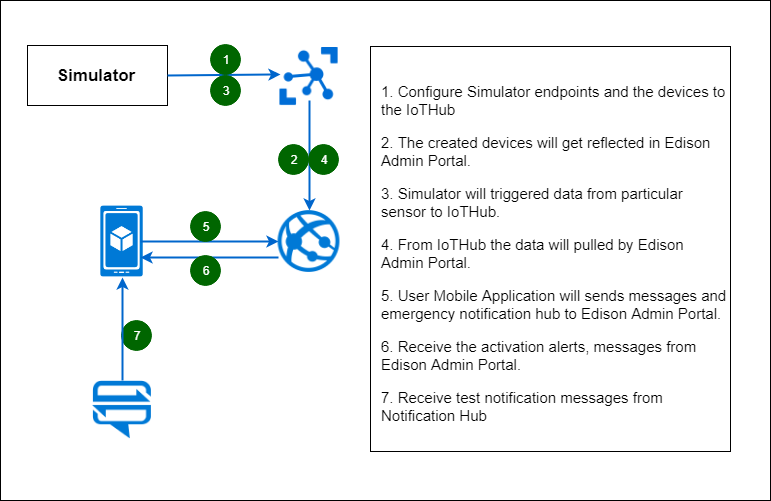 Simulator
1
3
2
4
5
6
7
1. Configure Simulator endpoints and the devices to
the IoTHub
2. The created devices will get reflected in Edison
Admin Portal.
3. Simulator will triggered data from particular
sensor to IoTHub.
4. From IoTHub the data will pulled by Edison
Admin Portal.
5. User Mobile Application will sends messages and
emergency notification hub to Edison Admin Portal.
6. Receive the activation alerts, messages from
Edison Admin Portal.
7. Receive test notification messages from
Notification Hub